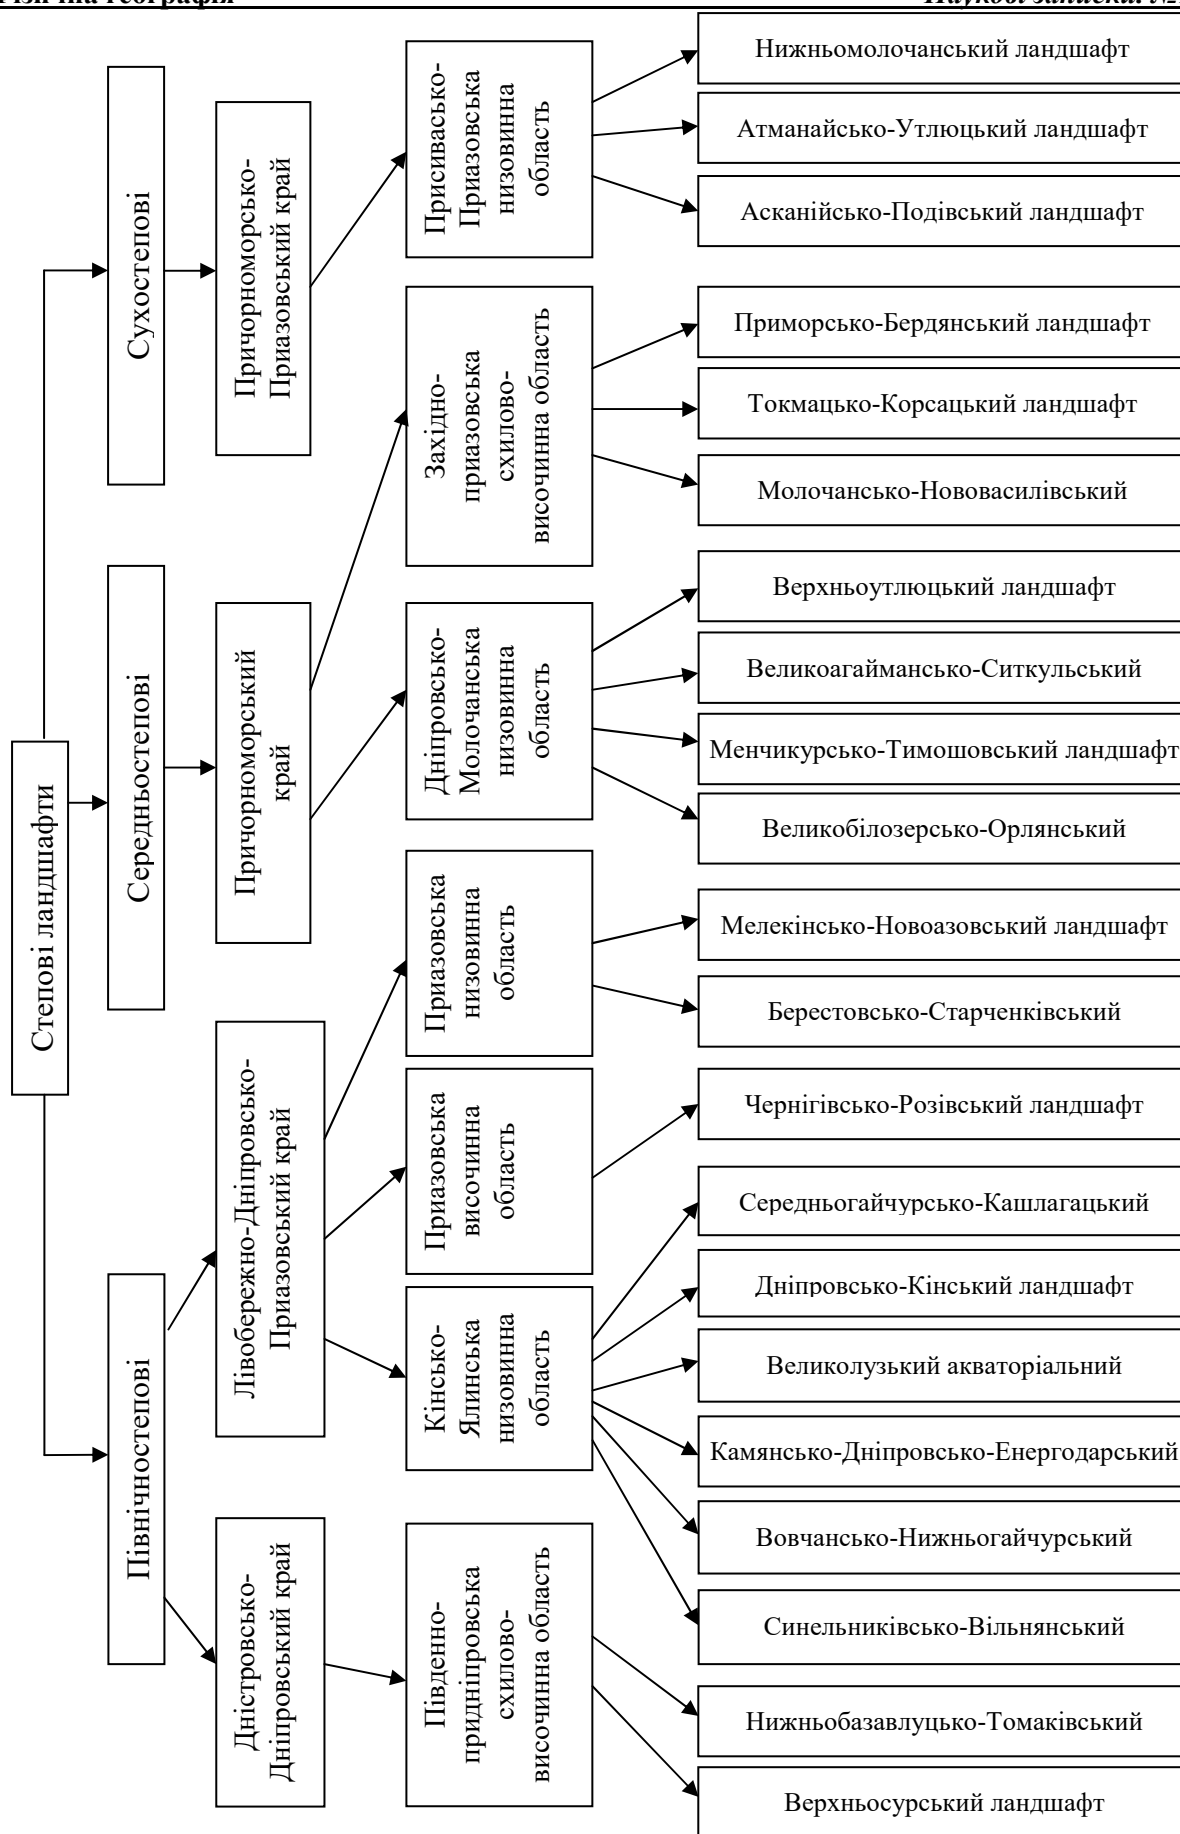 Фізична географія
Наукові записки. №1
Степові ландшафти
Сухостепові
Середньостепові
Північностепові
Причорноморсько-
Приазовський край
Причорноморський
край
Лівобережно-Дніпровсько-
Приазовський край
Дністровсько-
Дніпровський край
Присивасько-
Приазовська
низовинна
область
Західно-
приазовська
схилово-
височинна область
Дніпровсько-
Молочанська
низовинна
область
Приазовська
низовинна
область
Приазовська
височинна
область
Кінсько-
Ялинська
низовинна
область
Південно-
придніпровська
схилово-
височинна область
Нижньомолочанський ландшафт
Атманайсько-Утлюцький ландшафт
Асканійсько-Подівський ландшафт
Приморсько-Бердянський ландшафт
Токмацько-Корсацький ландшафт
Молочансько-Нововасилівський
Верхньоутлюцький ландшафт
Великоагаймансько-Ситкульський
Менчикурсько-Тимошовський ландшафт
Великобілозерсько-Орлянський
Мелекінсько-Новоазовський ландшафт
Берестовсько-Старченківський
Чернігівсько-Розівський ландшафт
Середньогайчурсько-Кашлагацький
Дніпровсько-Кінський ландшафт
Великолузький акваторіальний
Камянсько-Дніпровсько-Енергодарський
Вовчансько-Нижньогайчурський
Синельниківсько-Вільнянський
Нижньобазавлуцько-Томаківський
Верхньосурський ландшафт